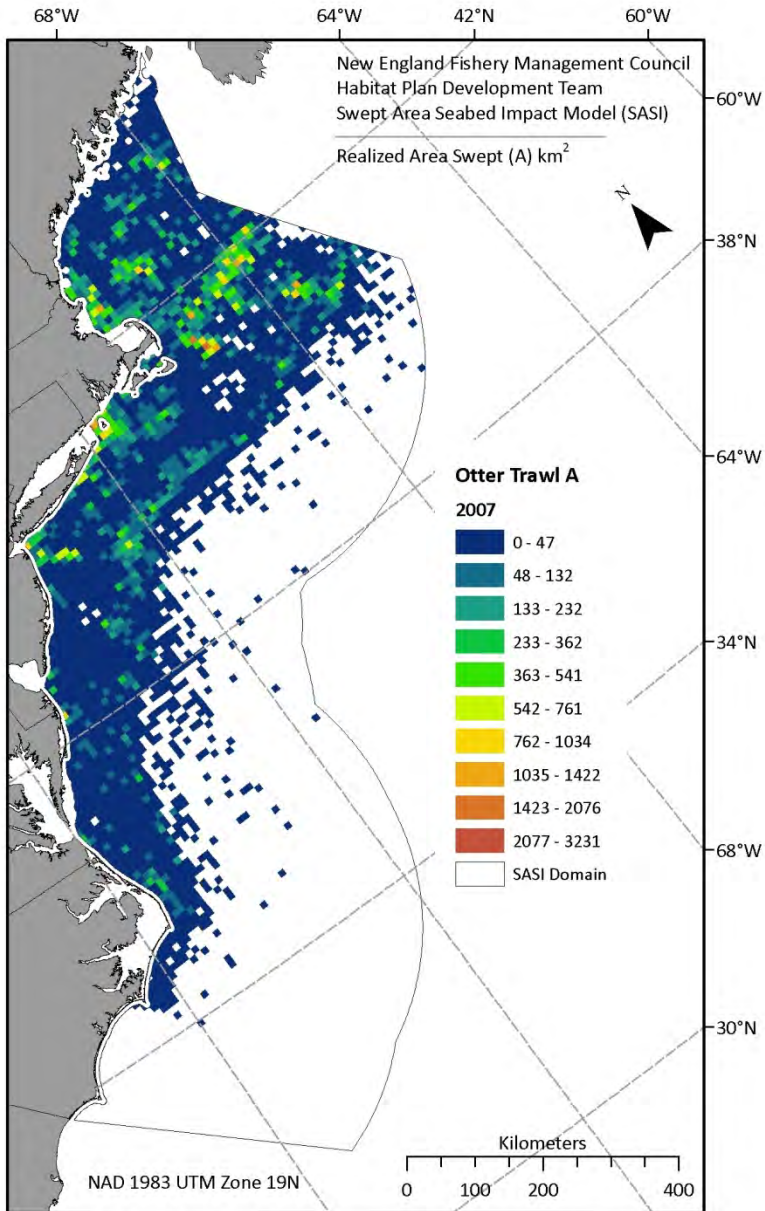 68°W 64°W 42°N 60°W
New England Fishery Management Council
Habitat Plan Development Team
Swept Area Seabed Impact Model (SASI)
Realized Area Swept (A) km²
60°W
N
38°N
64°W
Otter Trawl A
2007
0 - 47
48 - 132
133 - 232
233 - 362
363 - 541
542 - 761
762 - 1034
1035 - 1422
1423 - 2076
2077 - 3231
SASI Domain
34°N
68°W
30°N
Kilometers
0 100 200 400
NAD 1983 UTM Zone 19N